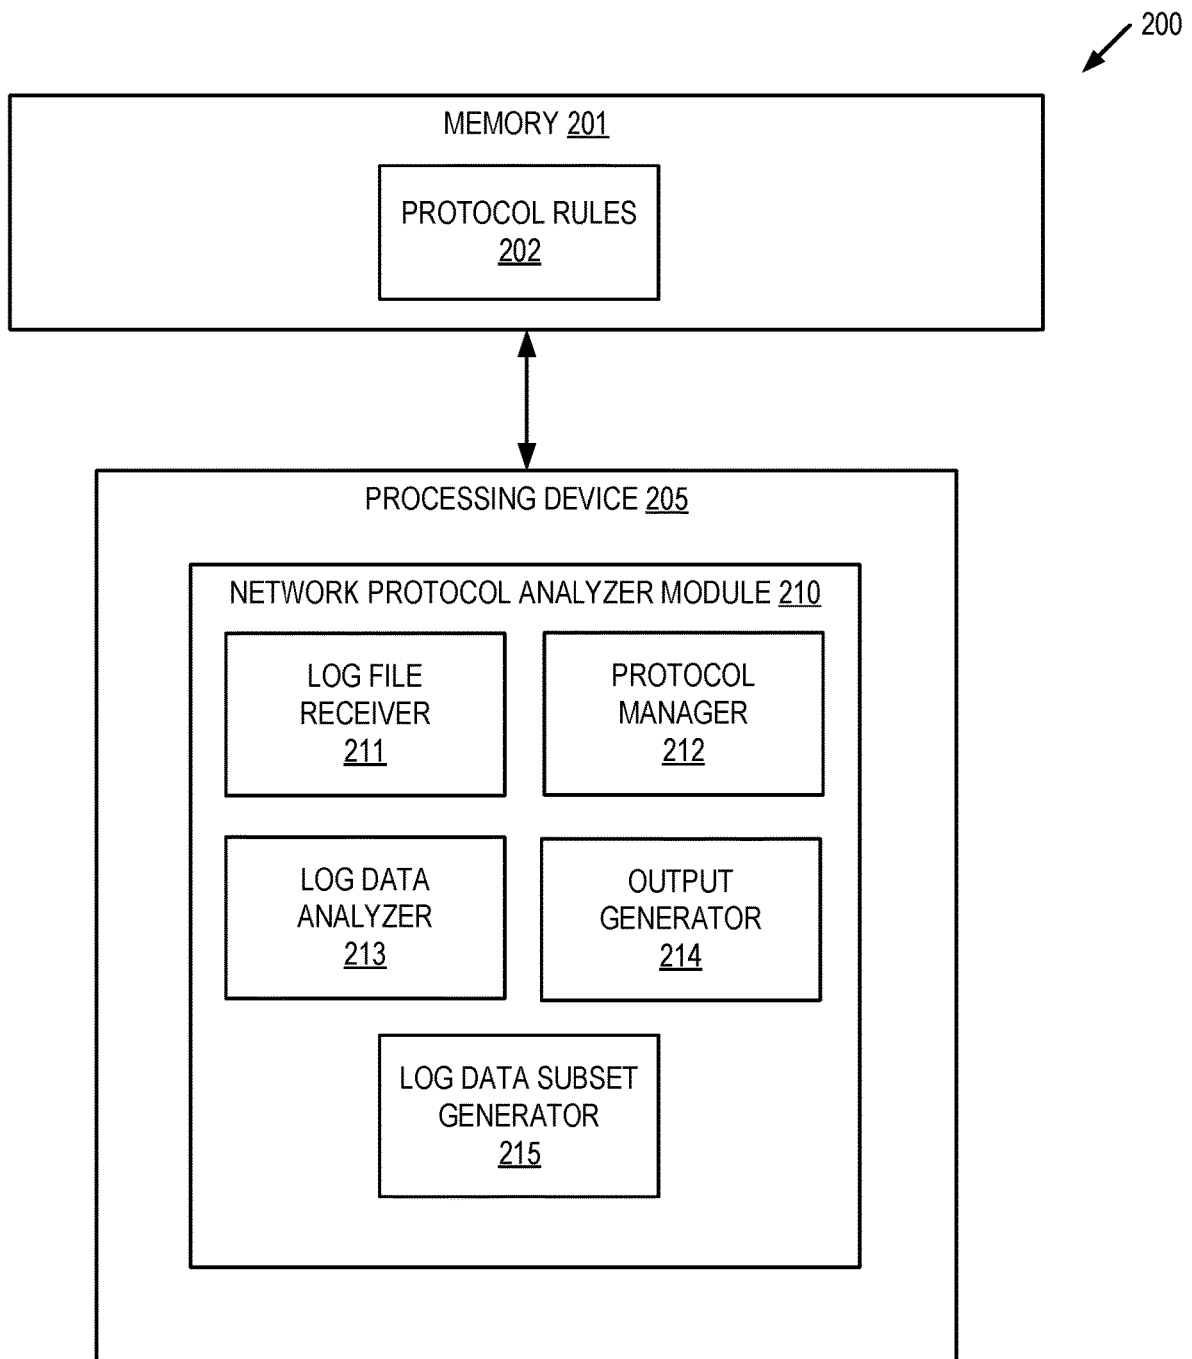 200
MEMORY 201
PROTOCOL RULES
202
PROCESSING DEVICE 205
NETWORK PROTOCOL ANALYZER MODULE 210
LOG FILE
RECEIVER
211
PROTOCOL
MANAGER
212
LOG DATA
ANALYZER
213
OUTPUT
GENERATOR
214
LOG DATA SUBSET
GENERATOR
215